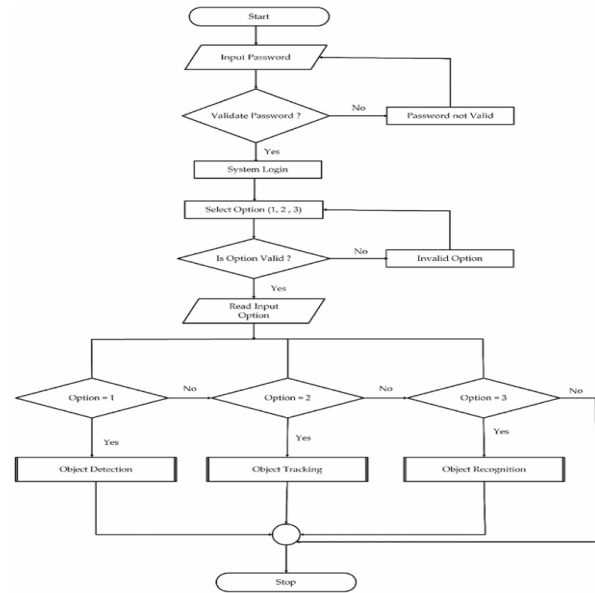 Start
Input Password
Validate Password ?
No
Password not Valid
Yes
System Login
Select Option (1, 2 , 3)
Is Option Valid ?
No
Invalid Option
Yes
Read Input
Option
Option = 1
No
Option = 2
No
Option = 3
No
Yes
Yes
Yes
Object Detection
Object Tracking
Object Recognition
Stop